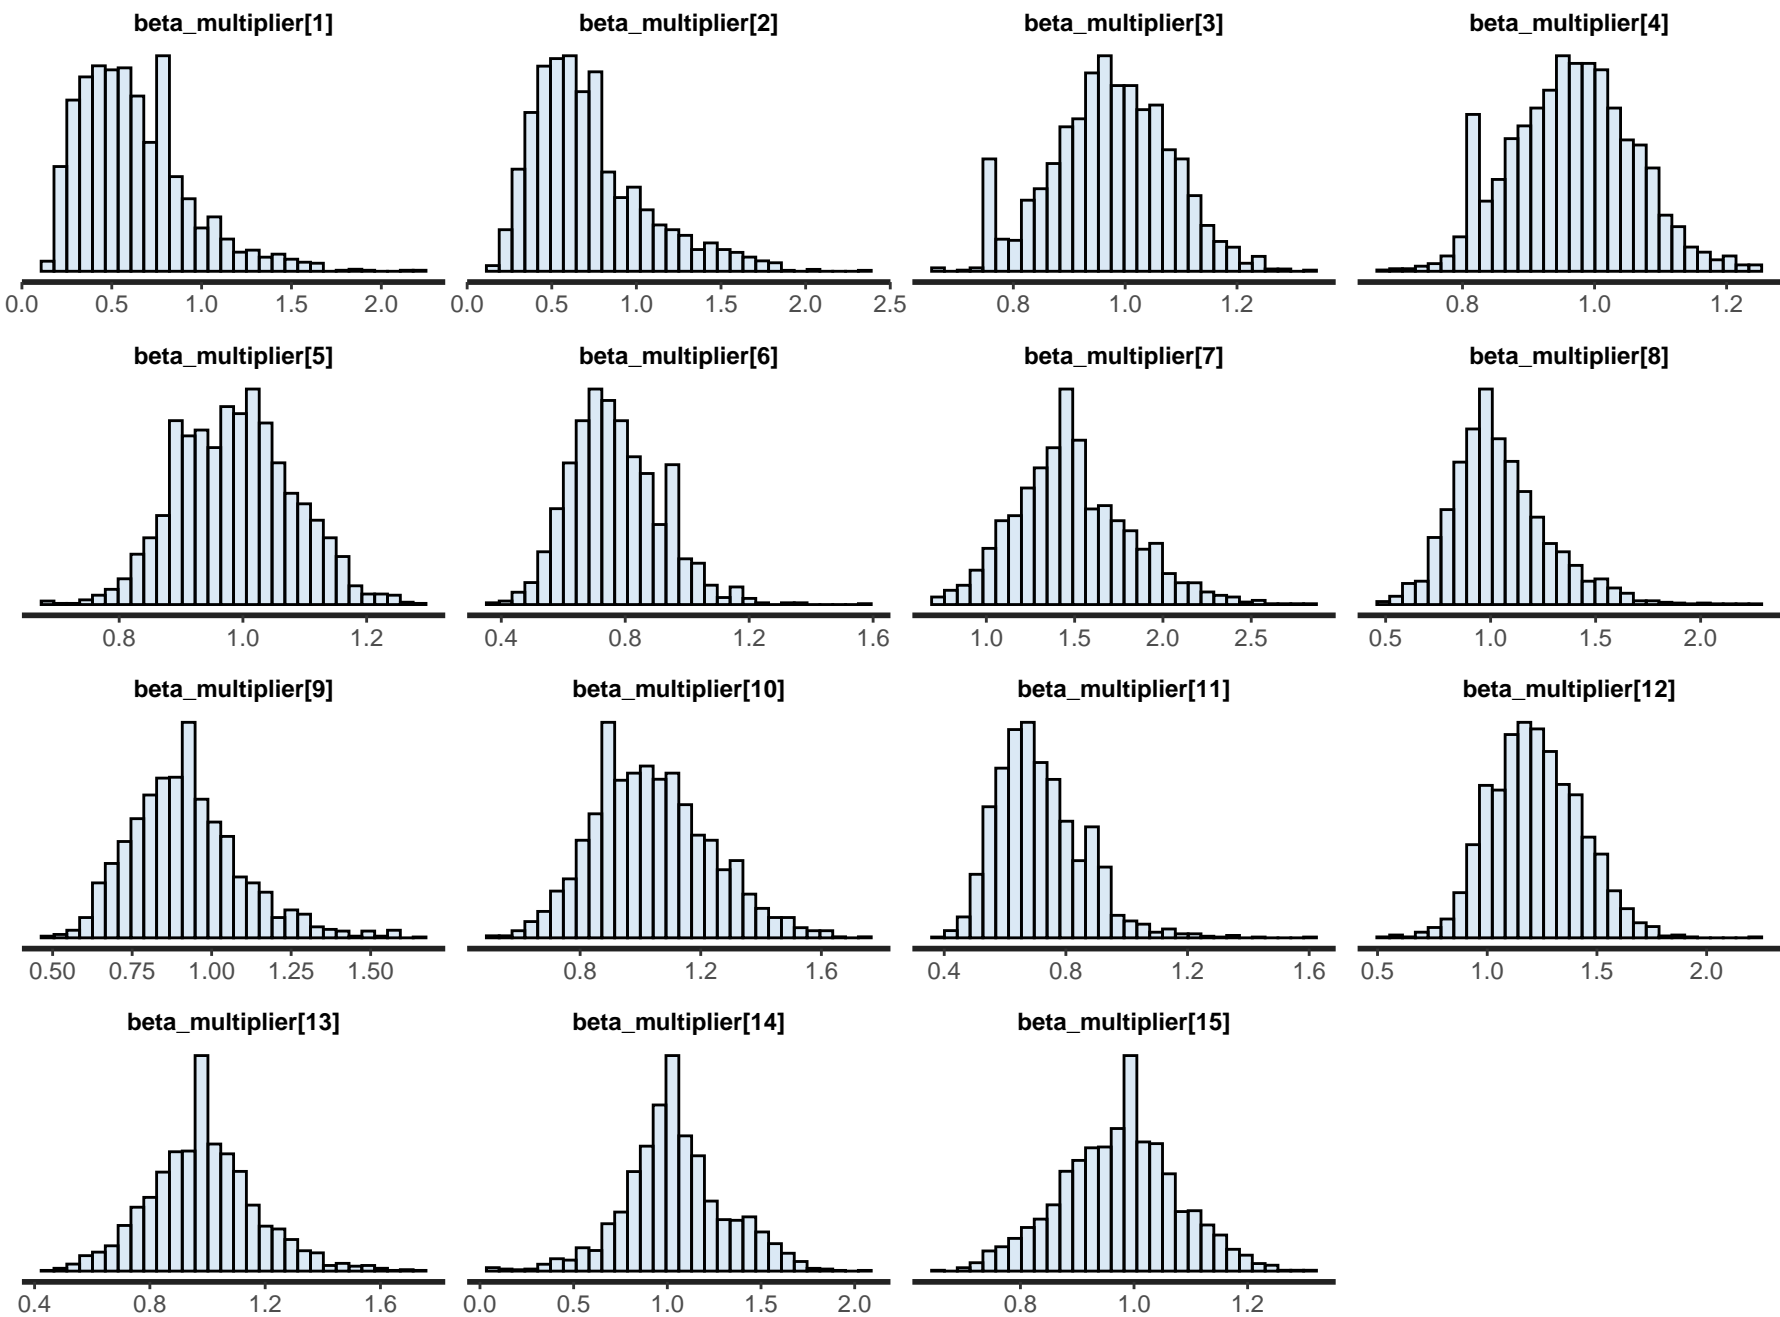 beta_multiplier[1] beta_multiplier[2] beta_multiplier[3] beta_multiplier[4]
0.0 0.5 1.0 1.5 2.0 0.0 0.5 1.0 1.5 2.0 2.5 0.8 1.0 1.2 0.8 1.0 1.2
beta_multiplier[5] beta_multiplier[6] beta_multiplier[7] beta_multiplier[8]
0.8 1.0 1.2 0.4 0.8 1.2 1.6 1.0 1.5 2.0 2.5 0.5 1.0 1.5 2.0
beta_multiplier[9] beta_multiplier[10] beta_multiplier[11] beta_multiplier[12]
0.50 0.75 1.00 1.25 1.50 0.8 1.2 1.6 0.4 0.8 1.2 1.6 0.5 1.0 1.5 2.0
beta_multiplier[13] beta_multiplier[14] beta_multiplier[15]
0.4 0.8 1.2 1.6 0.0 0.5 1.0 1.5 2.0 0.8 1.0 1.2